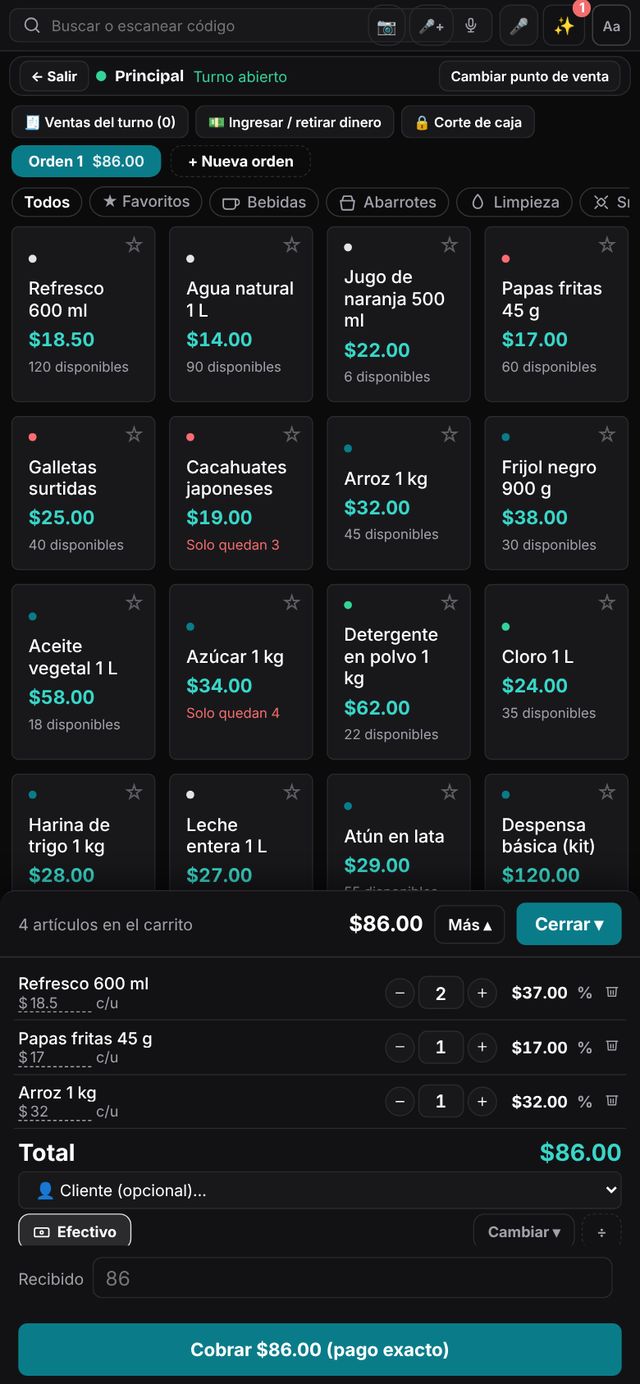 Buscar o escanear código
1
Aa
← Salir
Principal
Turno abierto
Cambiar punto de venta
Ventas del turno (0)
Ingresar / retirar dinero
Corte de caja
Orden 1 $86.00
+ Nueva orden
Todos
★ Favoritos
Bebidas
Abarrotes
Limpieza
Refresco
600 ml
$18.50
120 disponibles
Agua natural
1 L
$14.00
90 disponibles
Jugo de
naranja 500
ml
$22.00
6 disponibles
Papas fritas
45 g
$17.00
60 disponibles
Galletas
surtidas
$25.00
40 disponibles
Cacahuates
japoneses
$19.00
Solo quedan 3
Arroz 1 kg
$32.00
45 disponibles
Frijol negro
900 g
$38.00
30 disponibles
Aceite
vegetal 1 L
$58.00
18 disponibles
Azúcar 1 kg
$34.00
Solo quedan 4
Detergente
en polvo 1
kg
$62.00
22 disponibles
Cloro 1 L
$24.00
35 disponibles
Harina de
trigo 1 kg
$28.00
Leche
entera 1 L
$27.00
Atún en lata
$29.00
Despensa
básica (kit)
$120.00
4 artículos en el carrito
$86.00
Más ▴
Cerrar ▾
Refresco 600 ml
$ 18.5 c/u
− 2 + $37.00 %
Papas fritas 45 g
$ 17 c/u
− 1 + $17.00 %
Arroz 1 kg
$ 32 c/u
− 1 + $32.00 %
Total $86.00
Cliente (opcional)...
Efectivo
Cambiar ▾
÷
Recibido 86
Cobrar $86.00 (pago exacto)